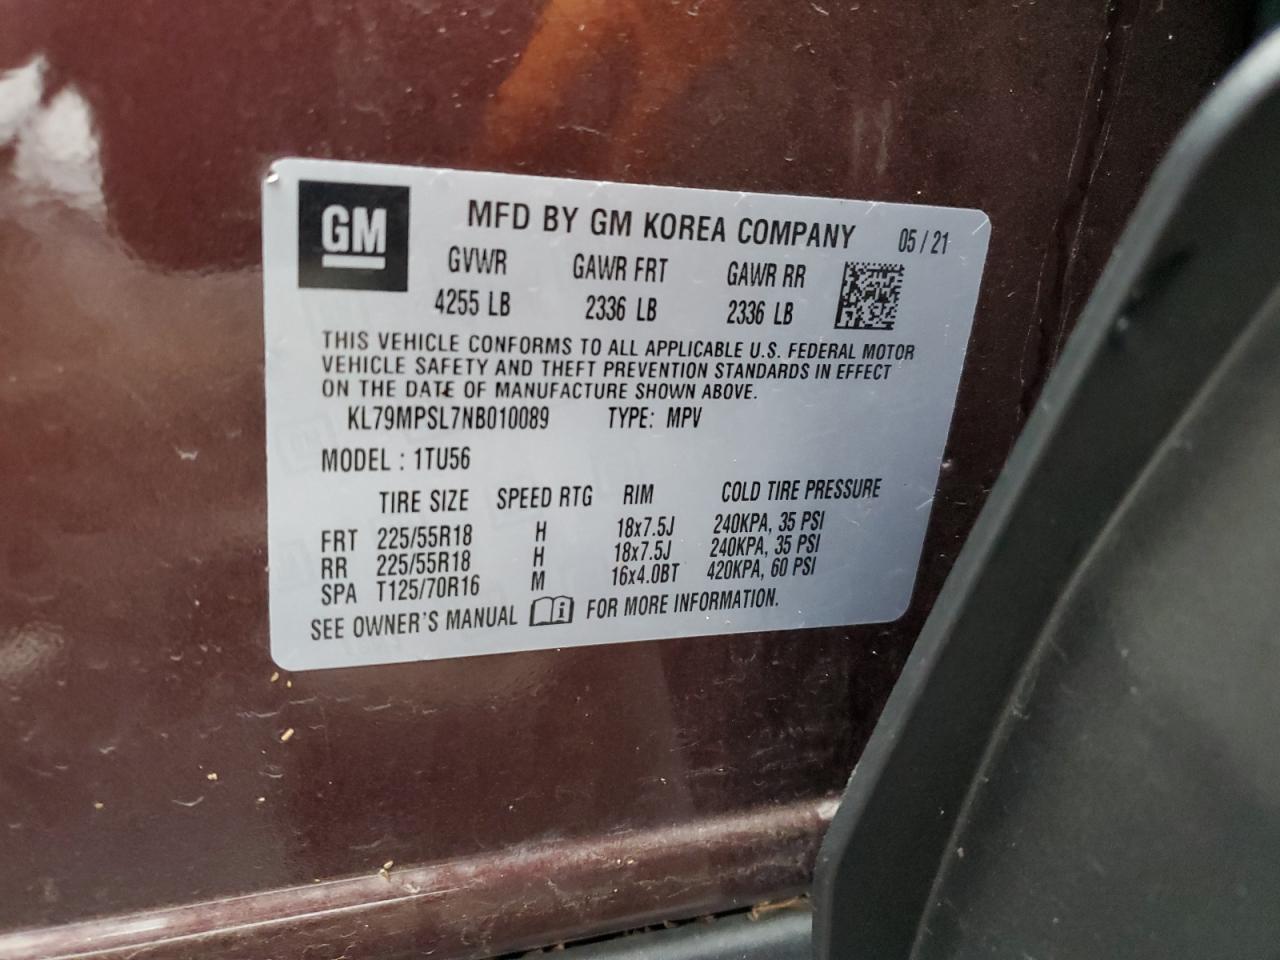 GM
MFD BY GM KOREA COMPANY 05 / 21
GVWR GAWR FRT GAWR RR
4255 LB 2336 LB 2336 LB
THIS VEHICLE CONFORMS TO ALL APPLICABLE U.S. FEDERAL MOTOR
VEHICLE SAFETY AND THEFT PREVENTION STANDARDS IN EFFECT
ON THE DATE OF MANUFACTURE SHOWN ABOVE.
KL79MPSL7NB010089 TYPE: MPV
MODEL : 1TU56
TIRE SIZE SPEED RTG RIM COLD TIRE PRESSURE
FRT 225/55R18 H 18x7.5J 240KPA, 35 PSI
RR 225/55R18 H 18x7.5J 240KPA, 35 PSI
SPA T125/70R16 M 16x4.0BT 420KPA, 60 PSI
SEE OWNER'S MANUAL i FOR MORE INFORMATION.